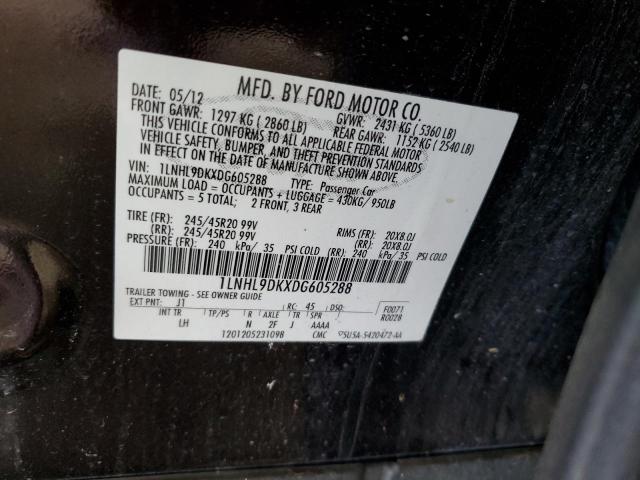 MFD. BY FORD MOTOR CO.
05/12 GVWR: 2431 KG ( 5360 LB)
FRONT GAWR: 1297 KG ( 2860 LB) REAR GAWR: 1152 KG ( 2540 LB)
THIS VEHICLE CONFORMS TO ALL APPLICABLE FEDERAL MOTOR
VEHICLE SAFETY, BUMPER, AND THEFT PREVENTION STANDARDS
IN EFFECT ON THE DATE OF MANUFACTURE SHOWN ABOVE.
VIN: 1LNHL9DKXDG605288 TYPE: Passenger Car
MAXIMUM LOAD = OCCUPANTS + LUGGAGE = 430KG/ 950LB
OCCUPANTS = 5 TOTAL; 2 FRONT, 3 REAR
TIRE (FR): 245/45R20 99V RIMS (FR): 20X8.0J
(RR): 245/45R20 99V (RR): 20X8.0J
PRESSURE (FR): 240 kPa/ 35 PSI COLD (RR): 240 kPa/ 35 PSI COLD
1LNHL9DKXDG605288
TRAILER TOWING - SEE OWNER GUIDE
EXT PNT: J1 RC: 45 DSO: F0071
INT TR TP/PS R AXLE TR SPR R0028
LH N 2F J AAAA
1201205231098 CMC 5U5A-5420472-AA